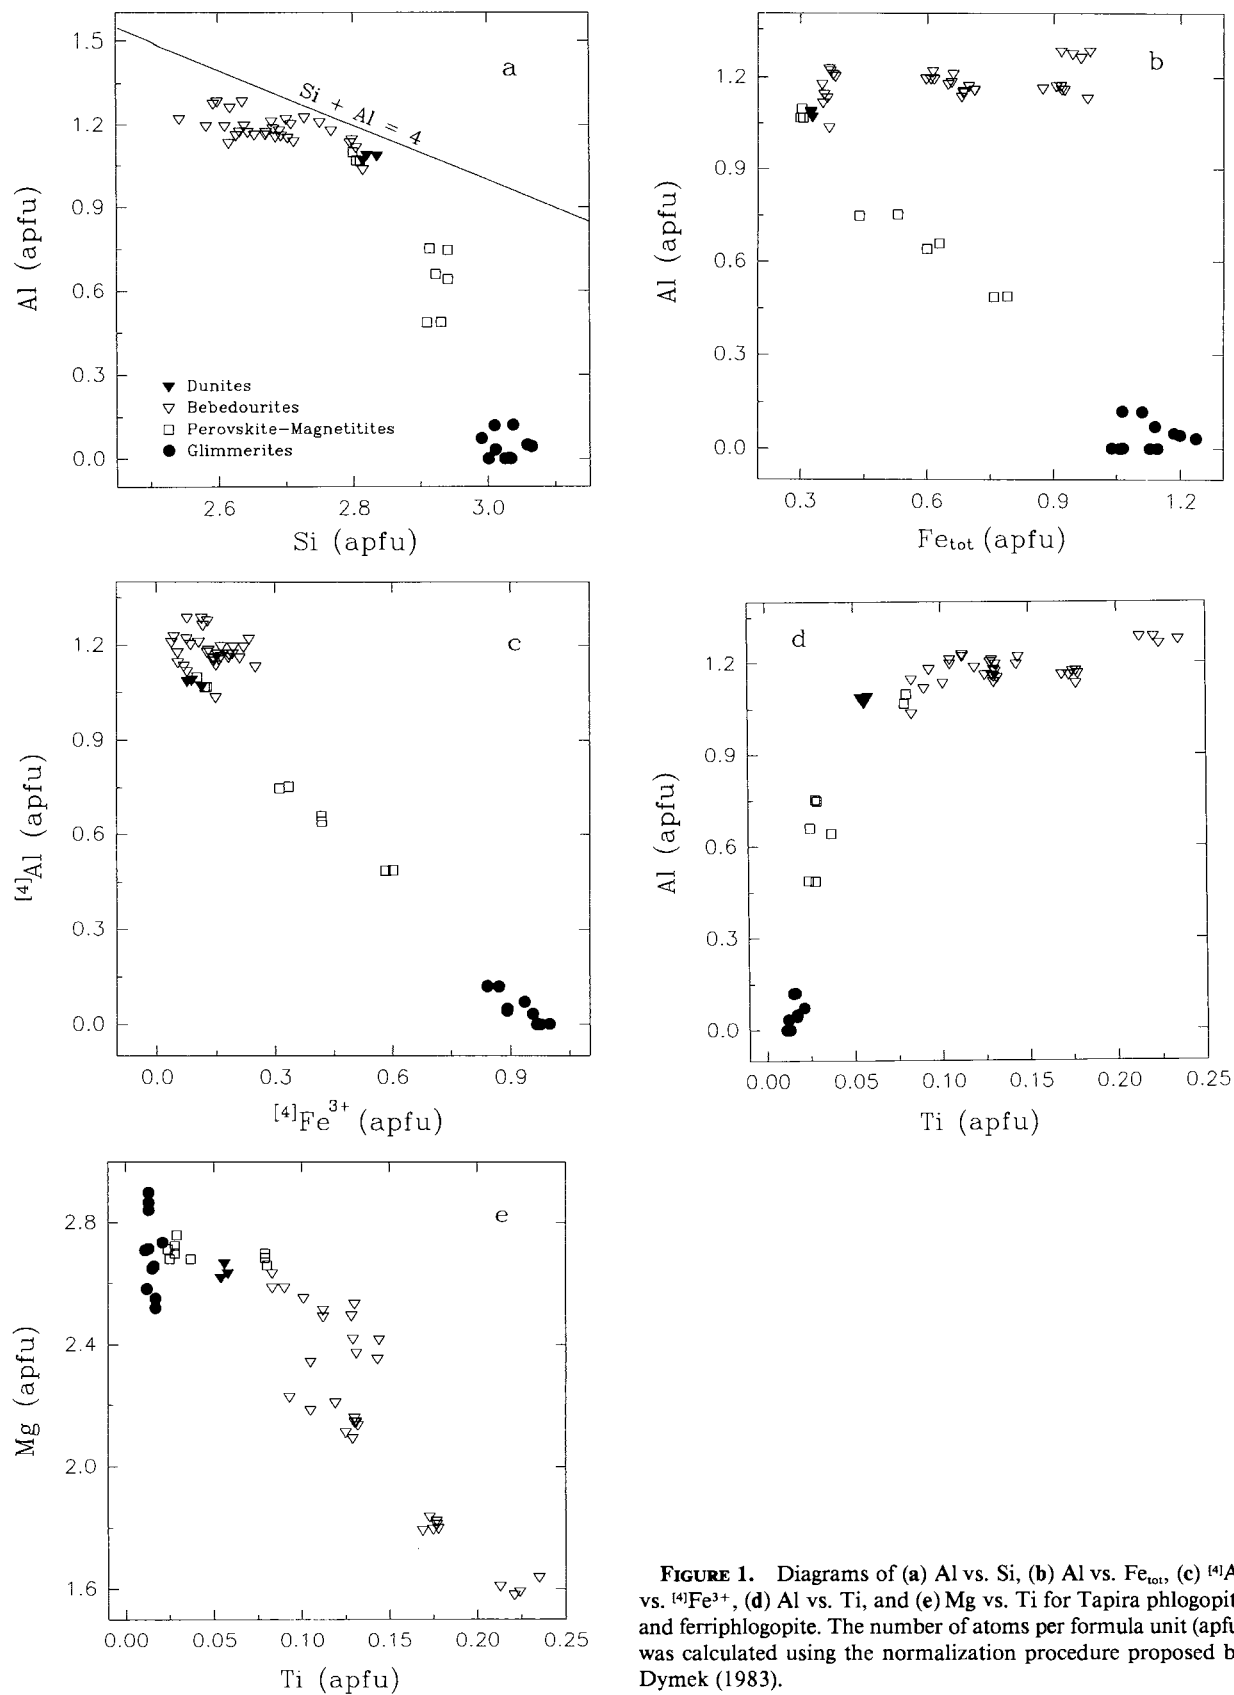 a
Si + Al = 4
Al (apfu)
1.5
1.2
0.9
0.6
0.3
0.0
▼ Dunites
▽ Bebedourites
□ Perovskite-Magnetitites
● Glimmerites
2.6 2.8 3.0
Si (apfu)
b
Al (apfu)
1.2
0.9
0.6
0.3
0.0
0.3 0.6 0.9 1.2
Fetot (apfu)
c
[4]Al (apfu)
1.2
0.9
0.6
0.3
0.0
0.0 0.3 0.6 0.9
[4]Fe3+ (apfu)
d
Al (apfu)
1.2
0.9
0.6
0.3
0.0
0.00 0.05 0.10 0.15 0.20 0.25
Ti (apfu)
e
Mg (apfu)
2.8
2.4
2.0
1.6
0.00 0.05 0.10 0.15 0.20 0.25
Ti (apfu)
FIGURE 1. Diagrams of (a) Al vs. Si, (b) Al vs. Fetot, (c) [4]A
vs. [4]Fe3+, (d) Al vs. Ti, and (e) Mg vs. Ti for Tapira phlogopit
and ferriphlogopite. The number of atoms per formula unit (apfu
was calculated using the normalization procedure proposed b
Dymek (1983).